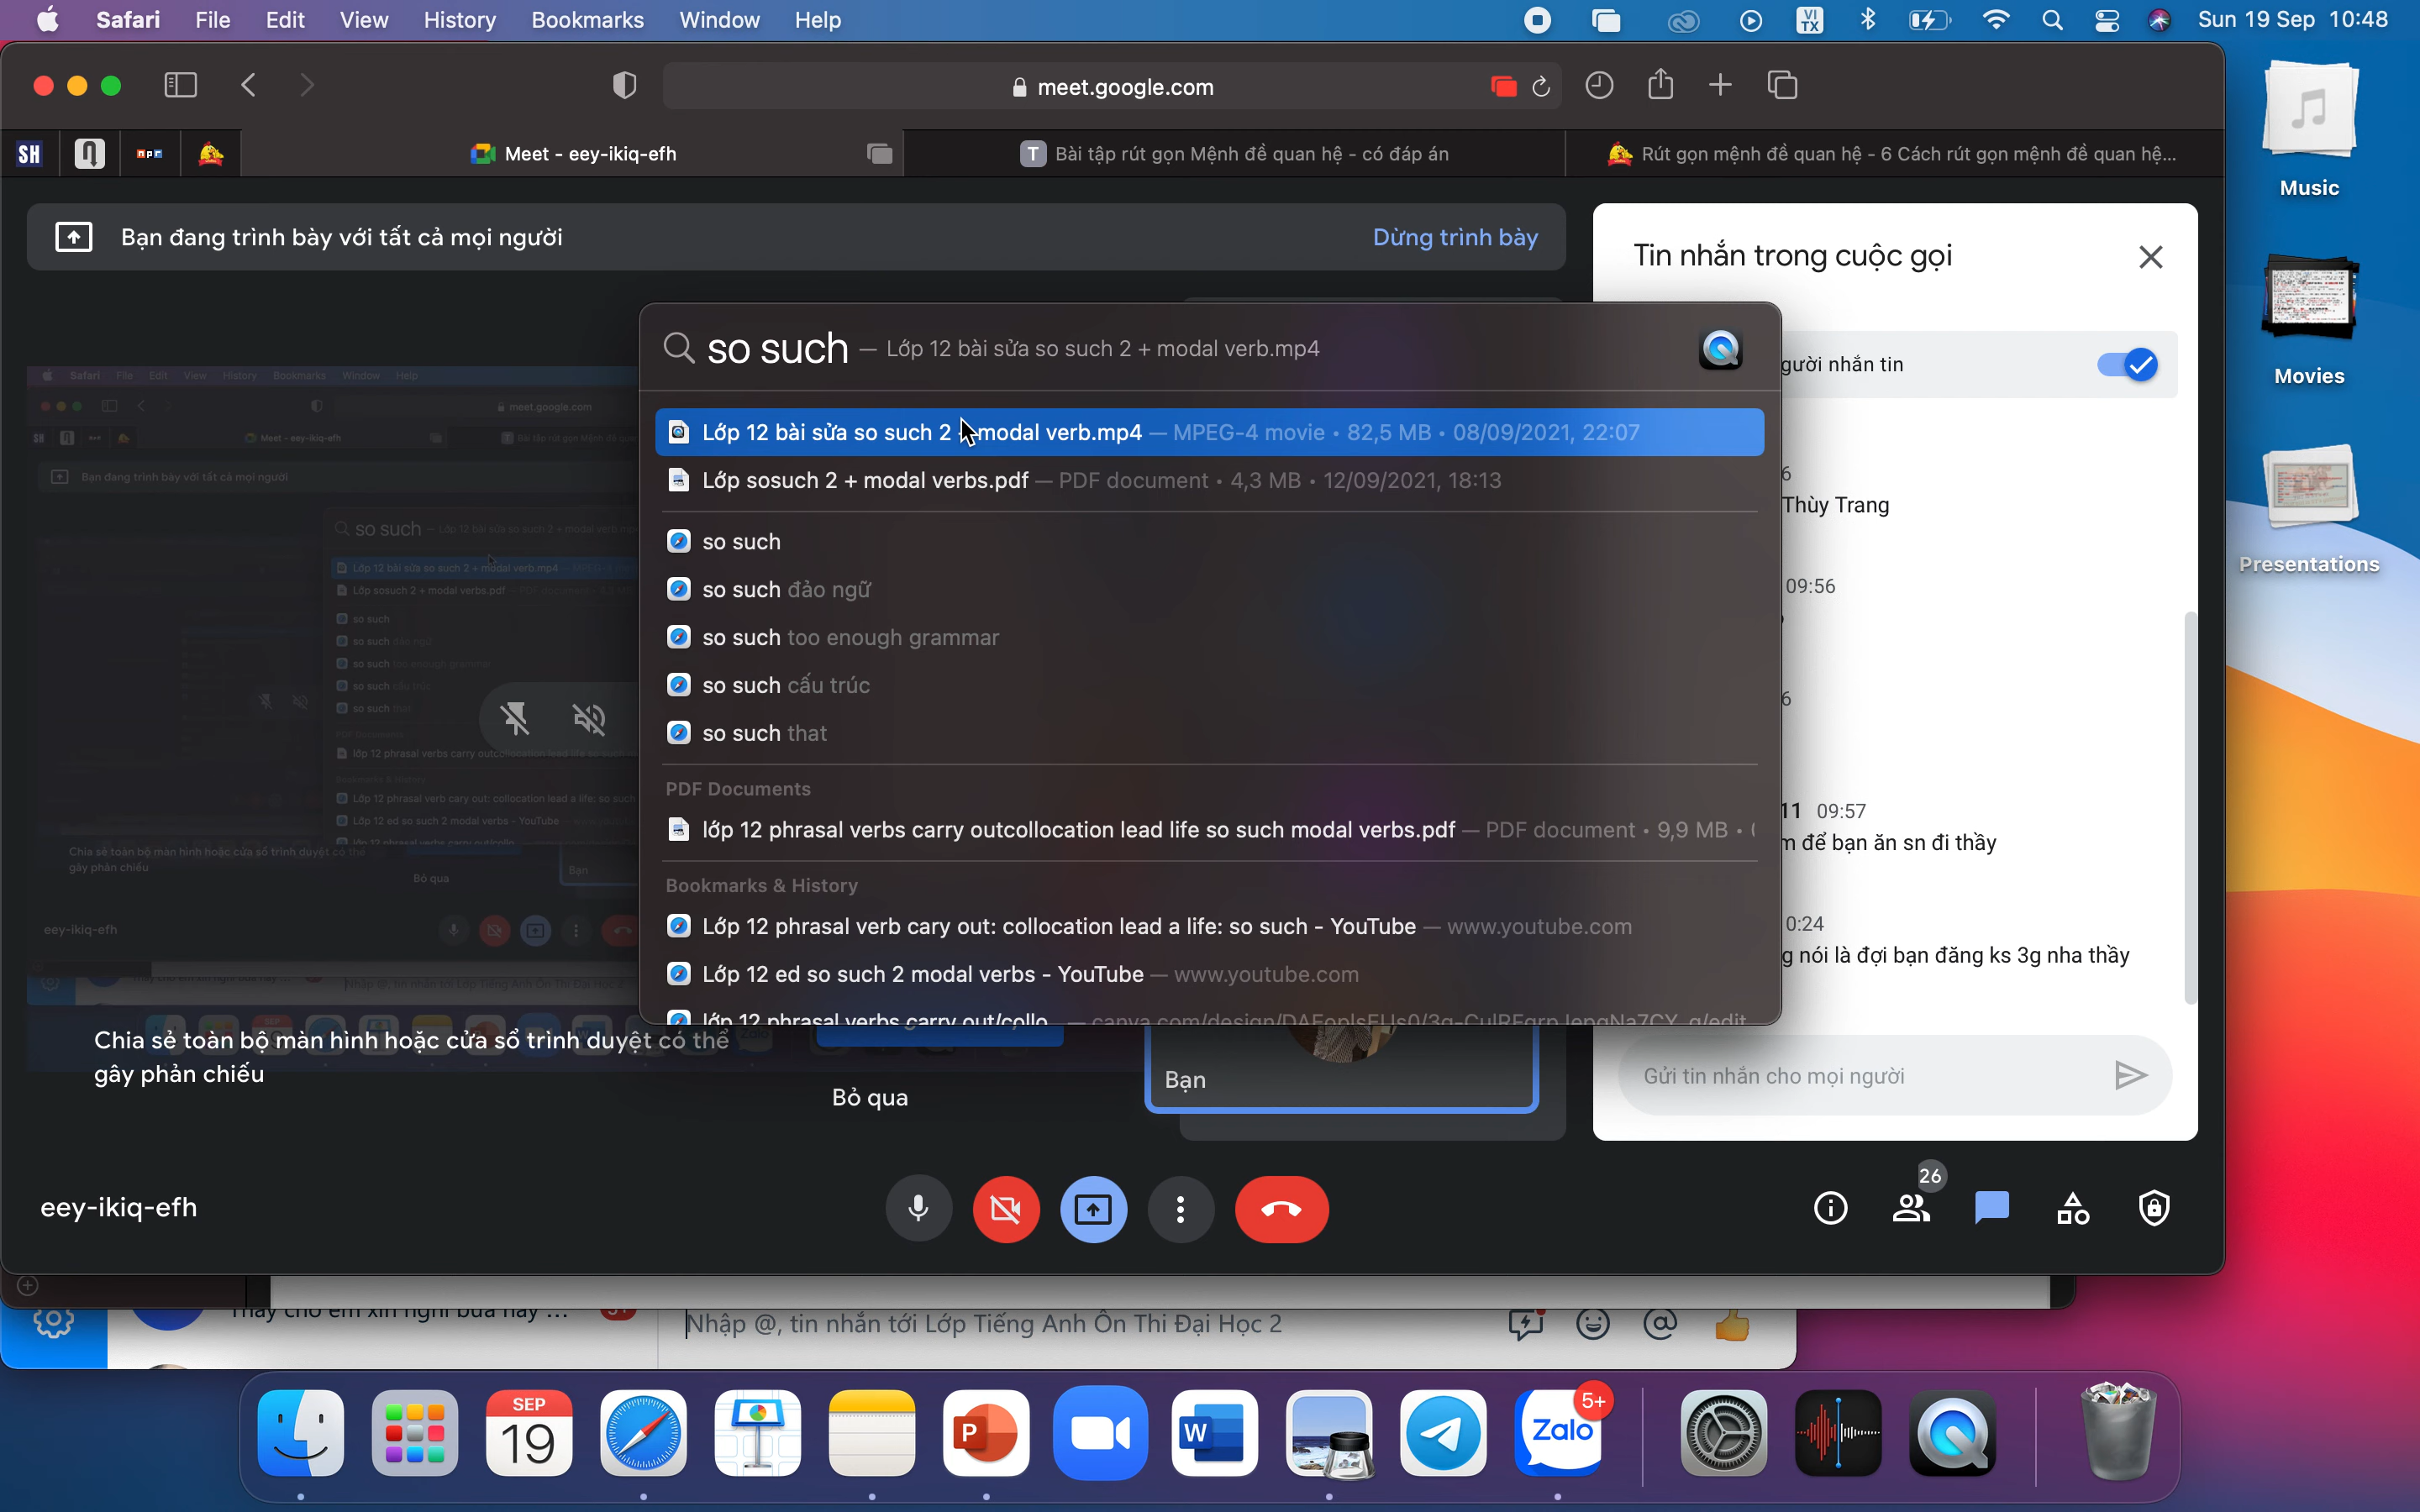 Safari File Edit View History Bookmarks Window Help VI TX Sun 19 Sep 10:48
meet.google.com
SH npr Meet - eey-ikiq-efh T Bài tập rút gọn Mệnh đề quan hệ - có đáp án Rút gọn mệnh đề quan hệ - 6 Cách rút gọn mệnh đề quan hệ...
Music
Movies
Presentations
Bạn đang trình bày với tất cả mọi người Dừng trình bày
Tin nhắn trong cuộc gọi
gười nhắn tin
so such — Lớp 12 bài sửa so such 2 + modal verb.mp4
Lớp 12 bài sửa so such 2 modal verb.mp4 — MPEG-4 movie • 82,5 MB • 08/09/2021, 22:07
Lớp sosuch 2 + modal verbs.pdf — PDF document • 4,3 MB • 12/09/2021, 18:13
so such
so such đảo ngữ
so such too enough grammar
so such cấu trúc
so such that
PDF Documents
lớp 12 phrasal verbs carry outcollocation lead life so such modal verbs.pdf — PDF document • 9,9 MB •
Bookmarks & History
Lớp 12 phrasal verb cary out: collocation lead a life: so such - YouTube — www.youtube.com
Lớp 12 ed so such 2 modal verbs - YouTube — www.youtube.com
lớp 12 phrasal verbs carry out/collo...
6
Thùy Trang
09:56
6
11 09:57
m để bạn ăn sn đi thầy
0:24
g nói là đợi bạn đăng ks 3g nha thầy
Gửi tin nhắn cho mọi người
Chia sẻ toàn bộ màn hình hoặc cửa sổ trình duyệt có thể
gây phản chiếu
Bỏ qua
Bạn
eey-ikiq-efh
26
Nhập @, tin nhắn tới Lớp Tiếng Anh Ôn Thi Đại Học 2
SEP
19
P
W
Zalo
5+